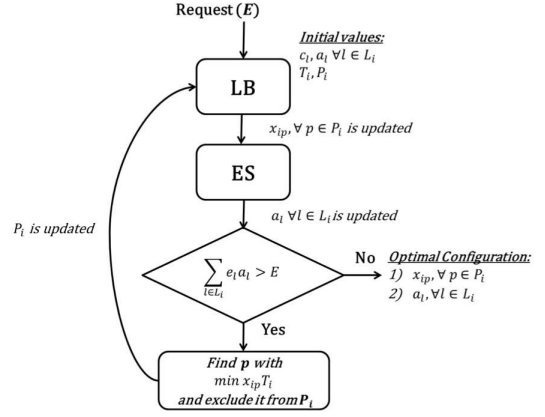 Request (E)
Initial values:
c_l, a_l ∀l ∈ L_i
T_i, P_i
LB
x_ip, ∀ p ∈ P_i is updated
ES
a_l ∀l ∈ L_i is updated
P_i is updated
∑_{l∈L_i} e_l a_l > E
No
Optimal Configuration:
1) x_ip, ∀ p ∈ P_i
2) a_l, ∀l ∈ L_i
Yes
Find p with
min x_ip T_i
and exclude it from P_i